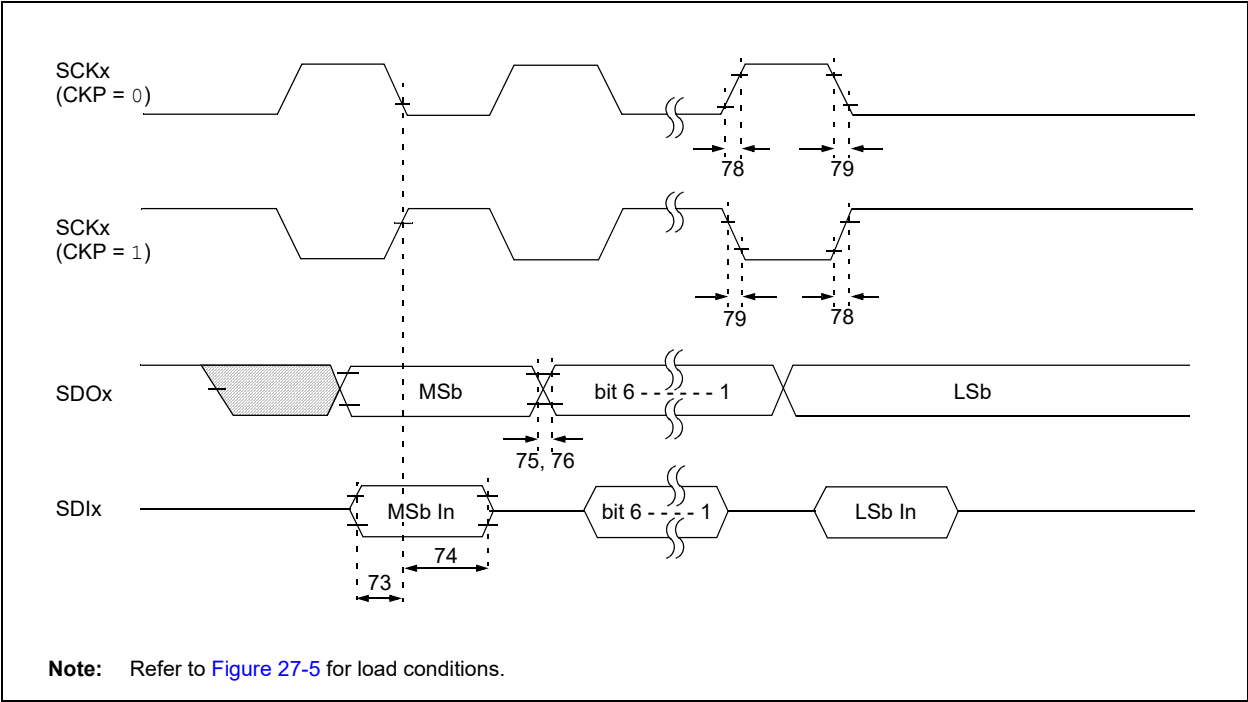 SCKx
(CKP = 0)
78
79
SCKx
(CKP = 1)
79
78
SDOx
MSb
bit 6 - - - - - - 1
LSb
75, 76
SDIx
MSb In
bit 6 - - - - - 1
LSb In
74
73
Note: Refer to Figure 27-5 for load conditions.